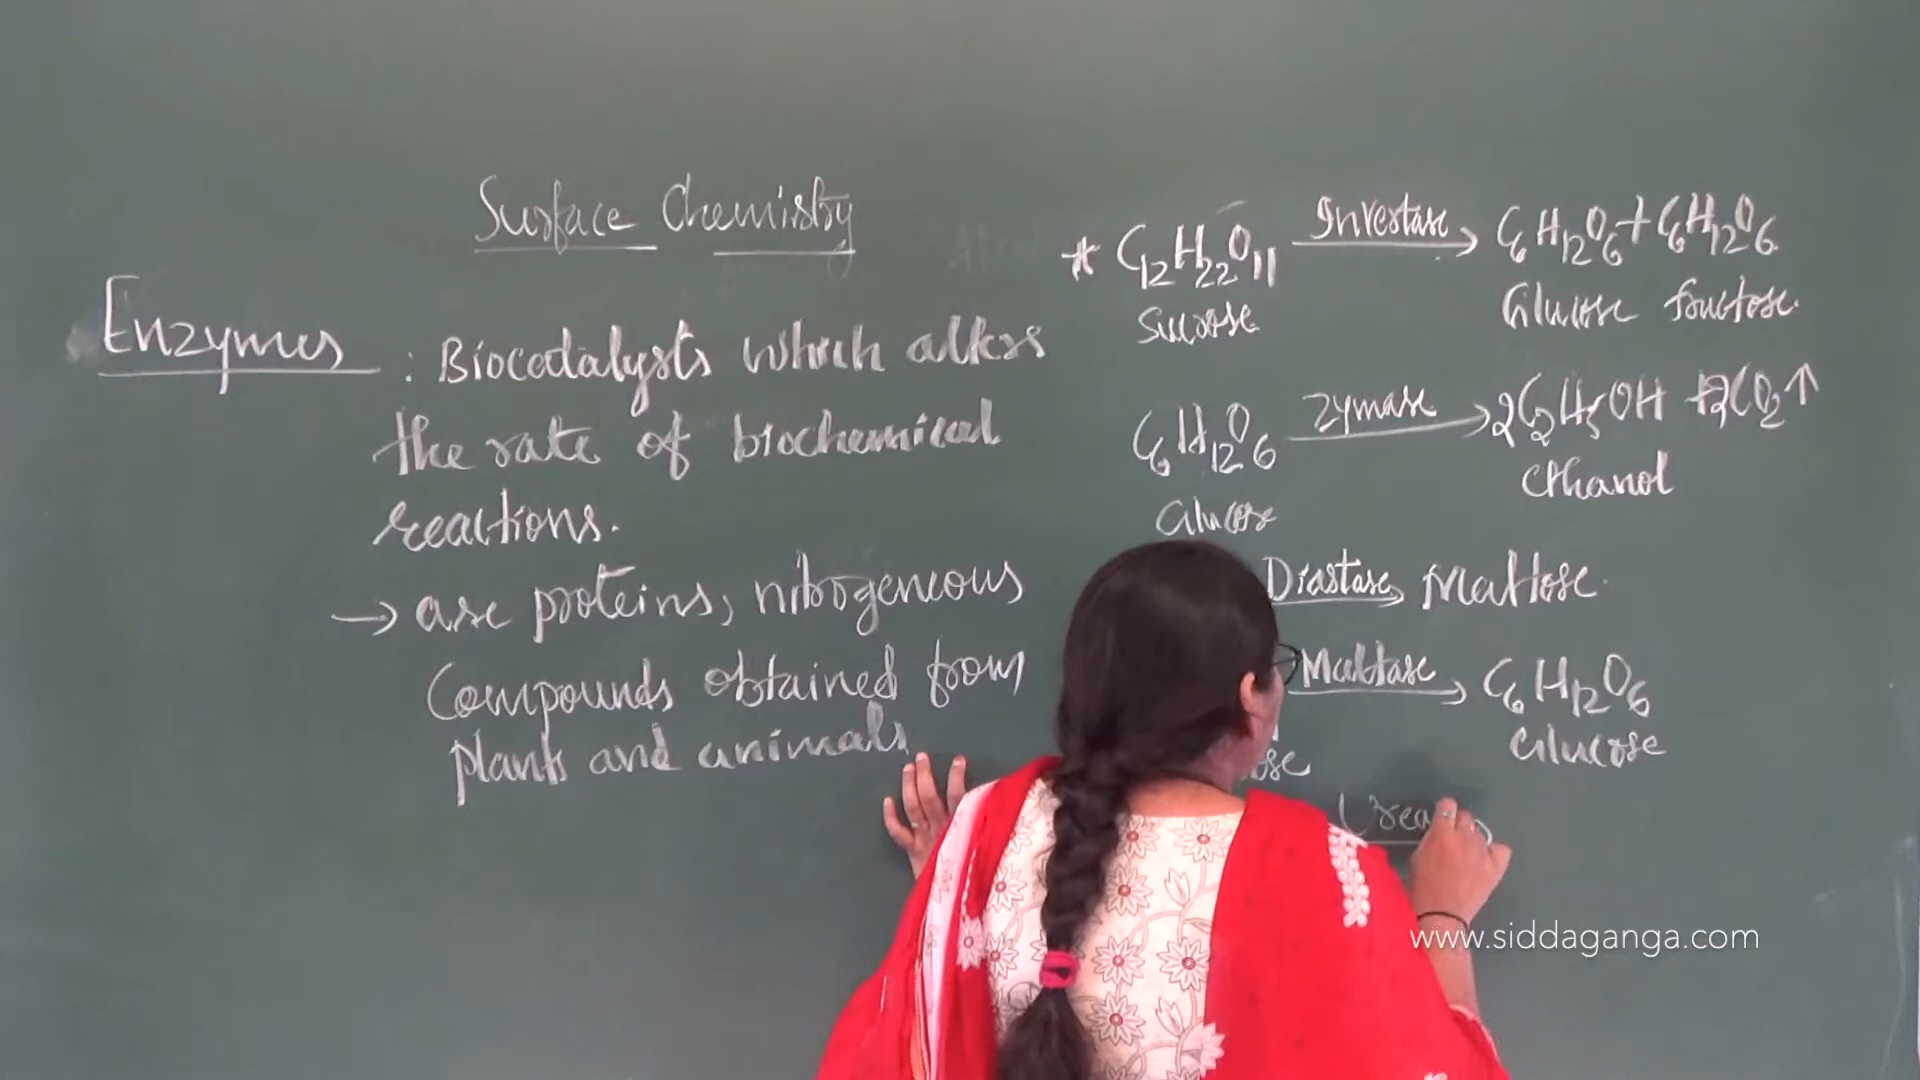 Surface Chemistry
Enzymes : Biocatalysts which alters
the rate of biochemical
reactions.
→ are proteins, nitrogeneous
Compounds obtained from
plants and animals
* C12H22O11 Invertase → C6H12O6 + C6H12O6
Sucrose Glucose fructose.
C6H12O6 Zymase → 2C2H5OH + 2CO2↑
Glucose Ethanol
Diastase → Maltose.
Maltase → C6H12O6
Glucose
www.siddaganga.com